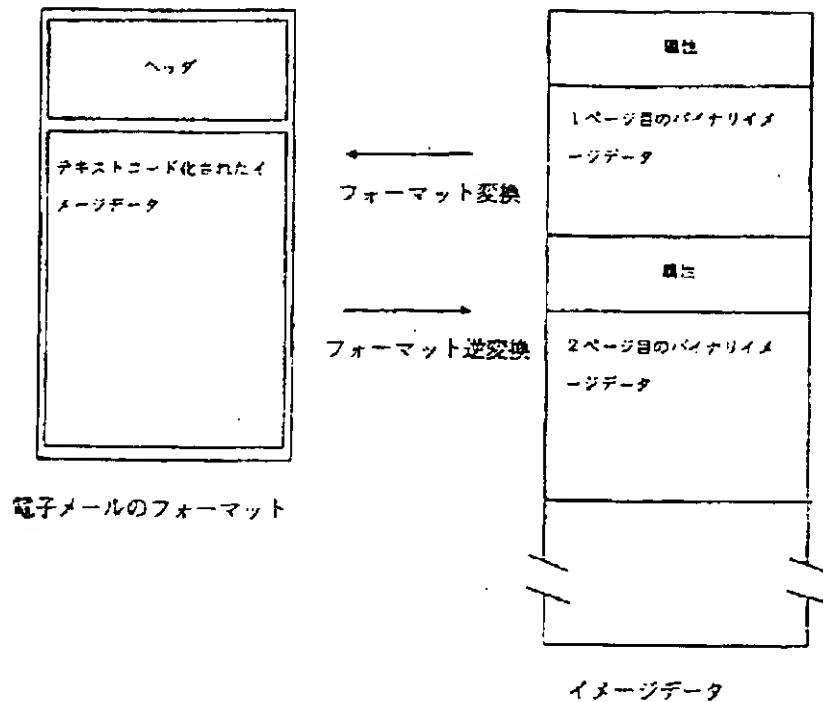 ヘッダ
テキストコード化されたイ
メージデータ
電子メールのフォーマット
フォーマット変換
フォーマット逆変換
属性
1ページ目のバイナリイメ
ージデータ
属性
2ページ目のバイナリイメ
ージデータ
イメージデータ